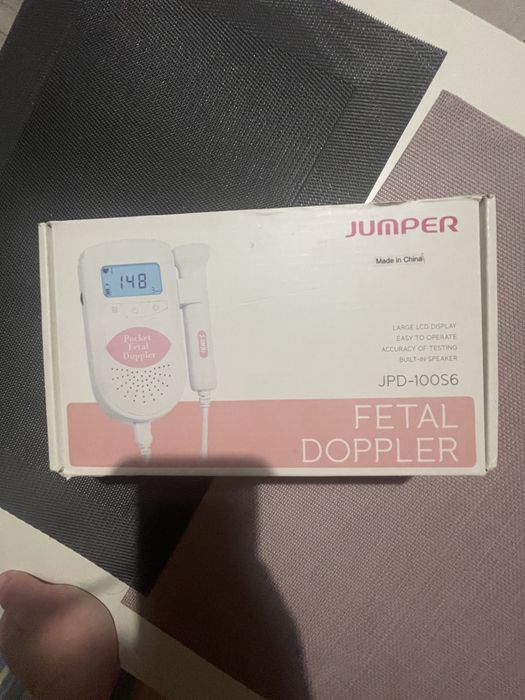 JUMPER
Made in China
148
Pocket
Fetal
Doppler
LARGE LCD DISPLAY
EASY TO OPERATE
ACCURACY OF TESTING
BUILT-IN SPEAKER
JPD-100S6
FETAL
DOPPLER